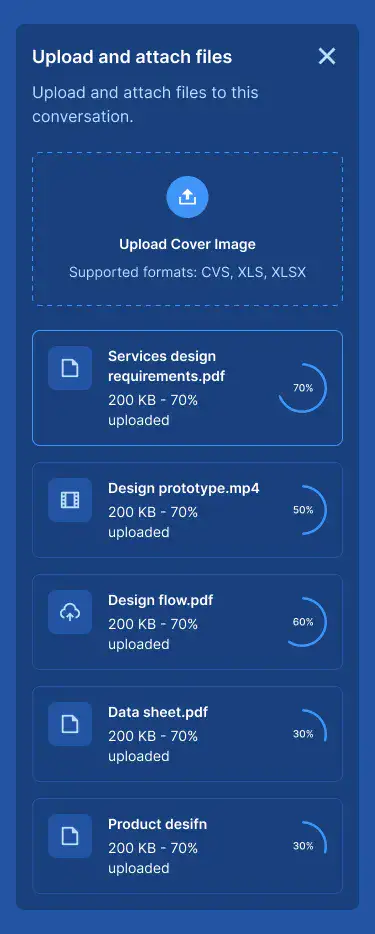 Upload and attach files
Upload and attach files to this
conversation.
Upload Cover Image
Supported formats: CVS, XLS, XLSX
Services design
requirements.pdf
200 KB - 70%
uploaded
70%
Design prototype.mp4
200 KB - 70%
uploaded
50%
Design flow.pdf
200 KB - 70%
uploaded
60%
Data sheet.pdf
200 KB - 70%
uploaded
30%
Product desifn
200 KB - 70%
uploaded
30%